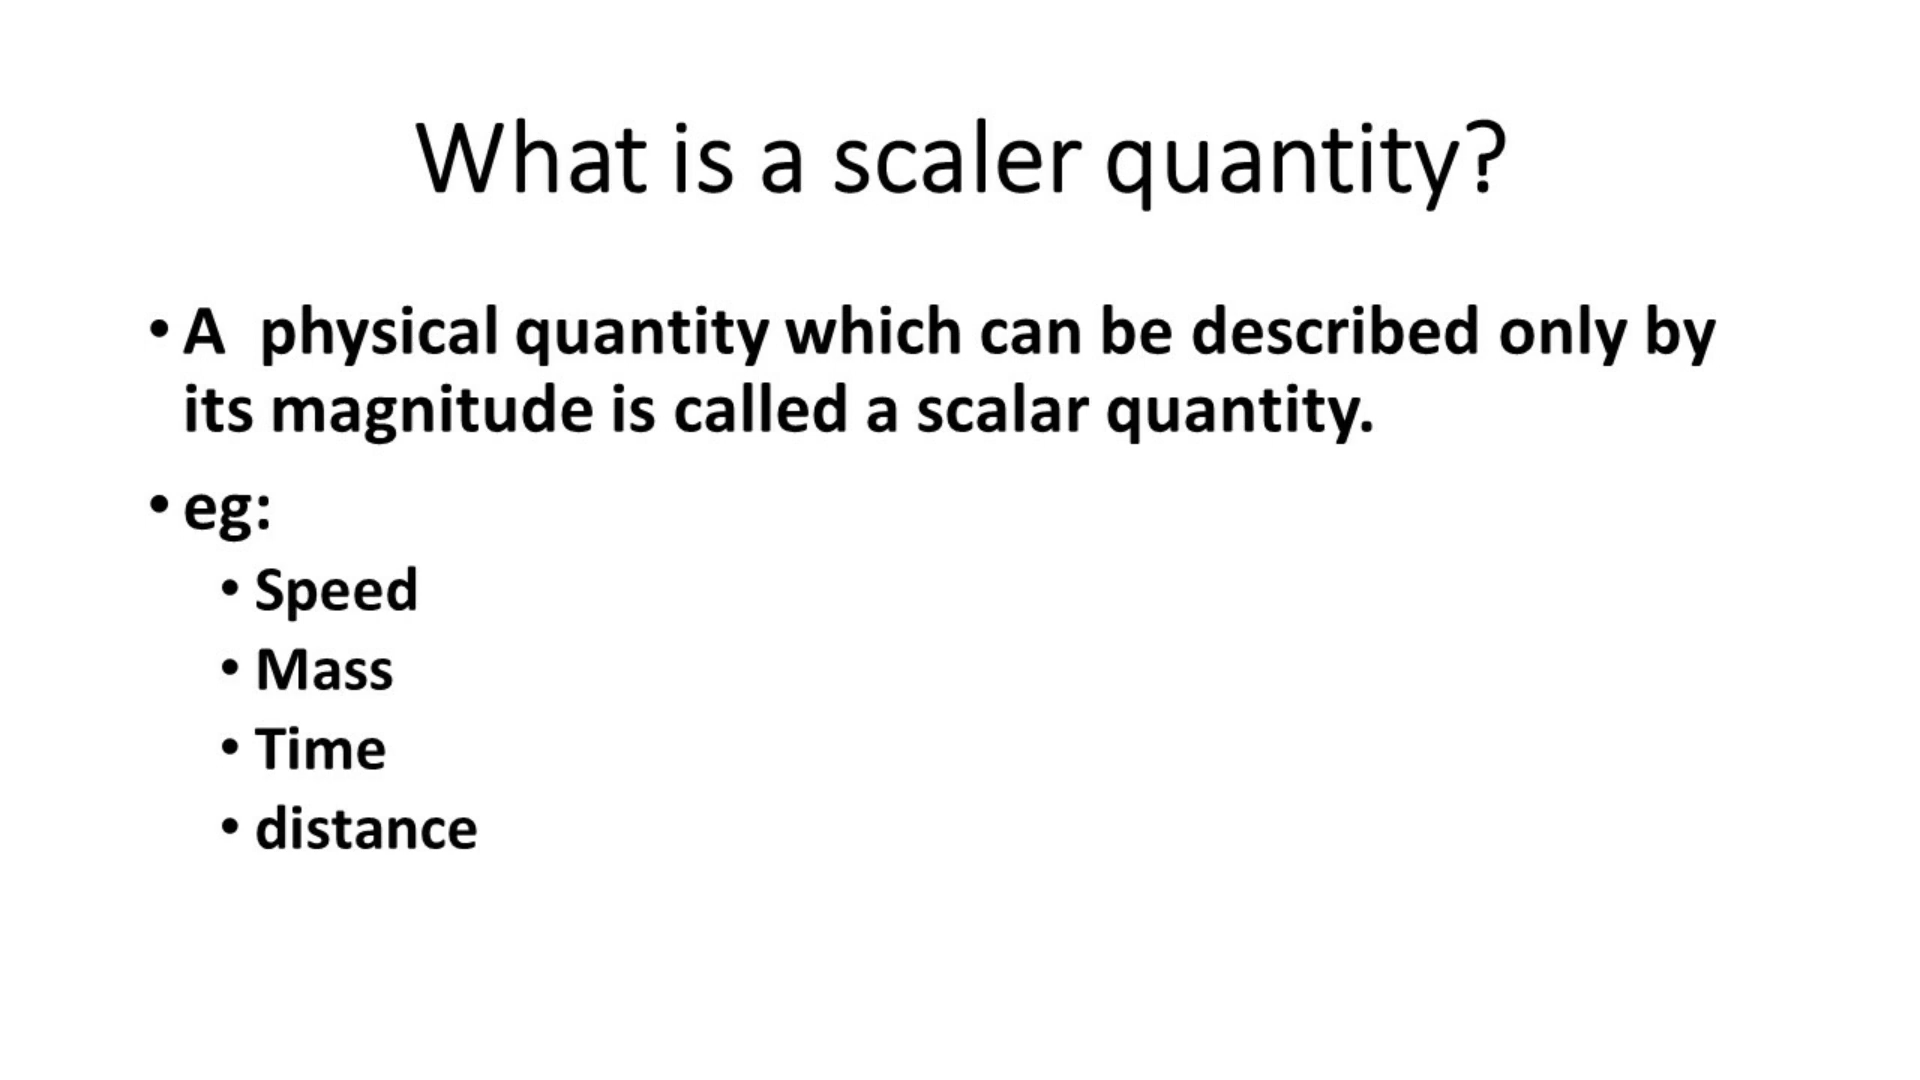 What is a scaler quantity?
• A  physical quantity which can be described only by
its magnitude is called a scalar quantity.
• eg:
• Speed
• Mass
• Time
• distance